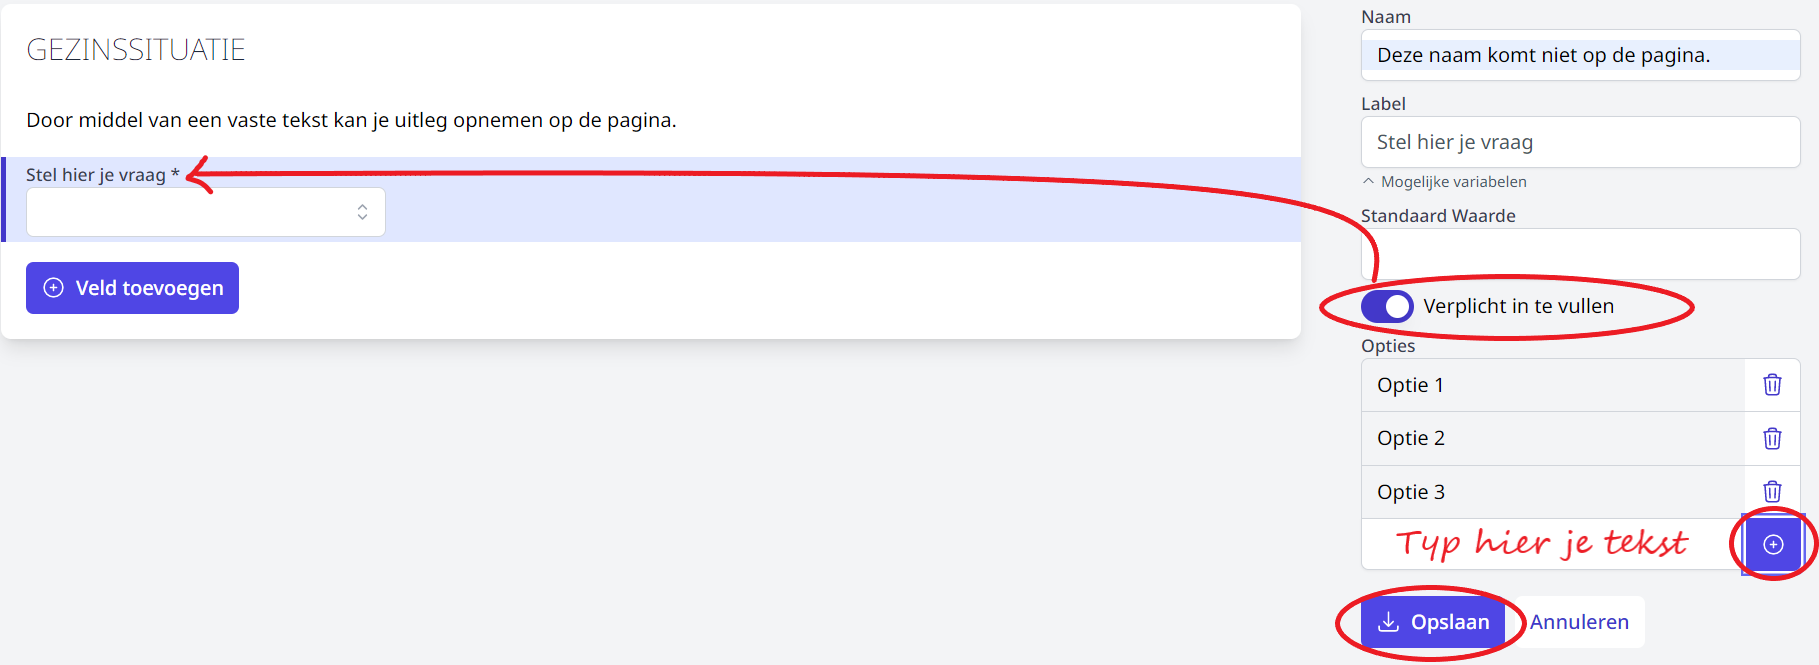 GEZINSSITUATIE
Door middel van een vaste tekst kan je uitleg opnemen op de pagina.
Stel hier je vraag *
Veld toevoegen
Naam
Deze naam komt niet op de pagina.
Label
Stel hier je vraag
Mogelijke variabelen
Standaard Waarde
Verplicht in te vullen
Opties
Optie 1
Optie 2
Optie 3
Typ hier je tekst
Opslaan
Annuleren